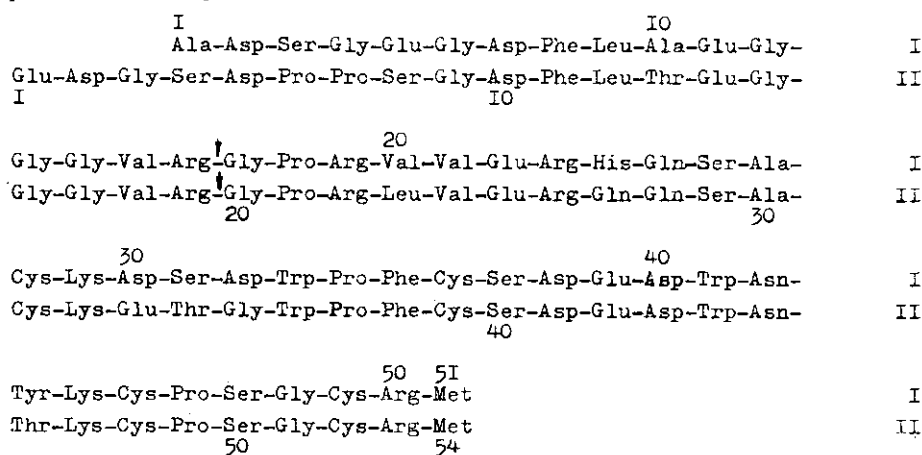 I 10
Ala-Asp-Ser-Gly-Glu-Gly-Asp-Phe-Leu-Ala-Glu-Gly- I
Glu-Asp-Gly-Ser-Asp-Pro-Pro-Ser-Gly-Asp-Phe-Leu-Thr-Glu-Gly- II
I 10
20
Gly-Gly-Val-Arg-Gly-Pro-Arg-Val-Val-Glu-Arg-His-Gln-Ser-Ala- I
Gly-Gly-Val-Arg-Gly-Pro-Arg-Leu-Val-Glu-Arg-Gln-Gln-Ser-Ala- II
20 30
30 40
Cys-Lys-Asp-Ser-Asp-Trp-Pro-Phe-Cys-Ser-Asp-Glu-Asp-Trp-Asn- I
Cys-Lys-Glu-Thr-Gly-Trp-Pro-Phe-Cys-Ser-Asp-Glu-Asp-Trp-Asn- II
40
50 51
Tyr-Lys-Cys-Pro-Ser-Gly-Cys-Arg-Met I
Thr-Lys-Cys-Pro-Ser-Gly-Cys-Arg-Met II
50 54